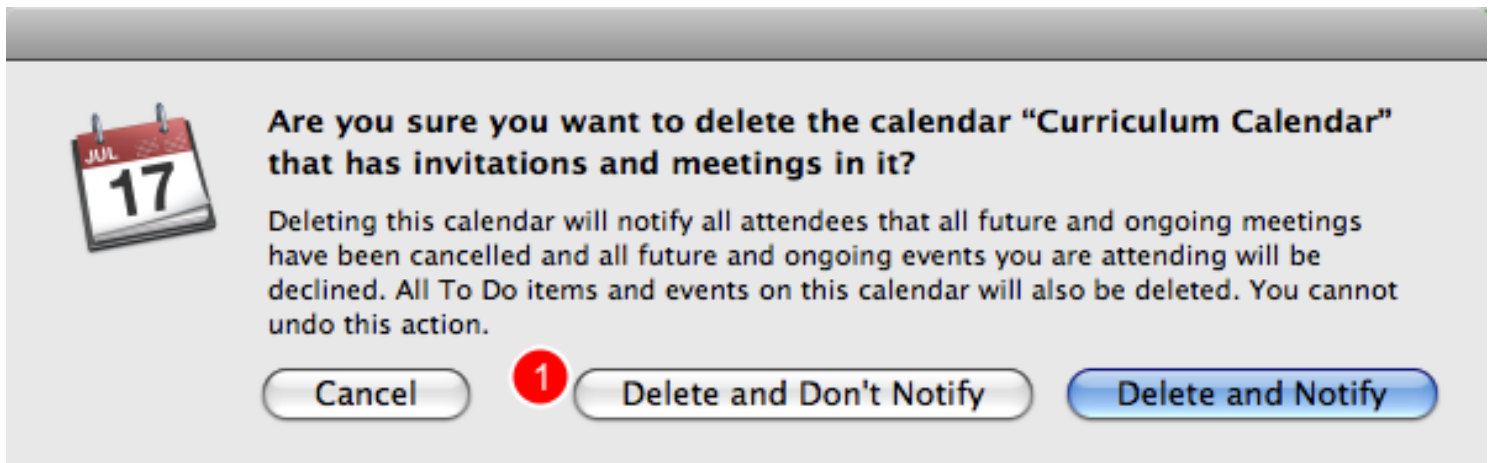 Are you sure you want to delete the calendar “Curriculum Calendar”
that has invitations and meetings in it?
JUL
17
Deleting this calendar will notify all attendees that all future and ongoing meetings
have been cancelled and all future and ongoing events you are attending will be
declined. All To Do items and events on this calendar will also be deleted. You cannot
undo this action.
Cancel
1
Delete and Don't Notify
Delete and Notify